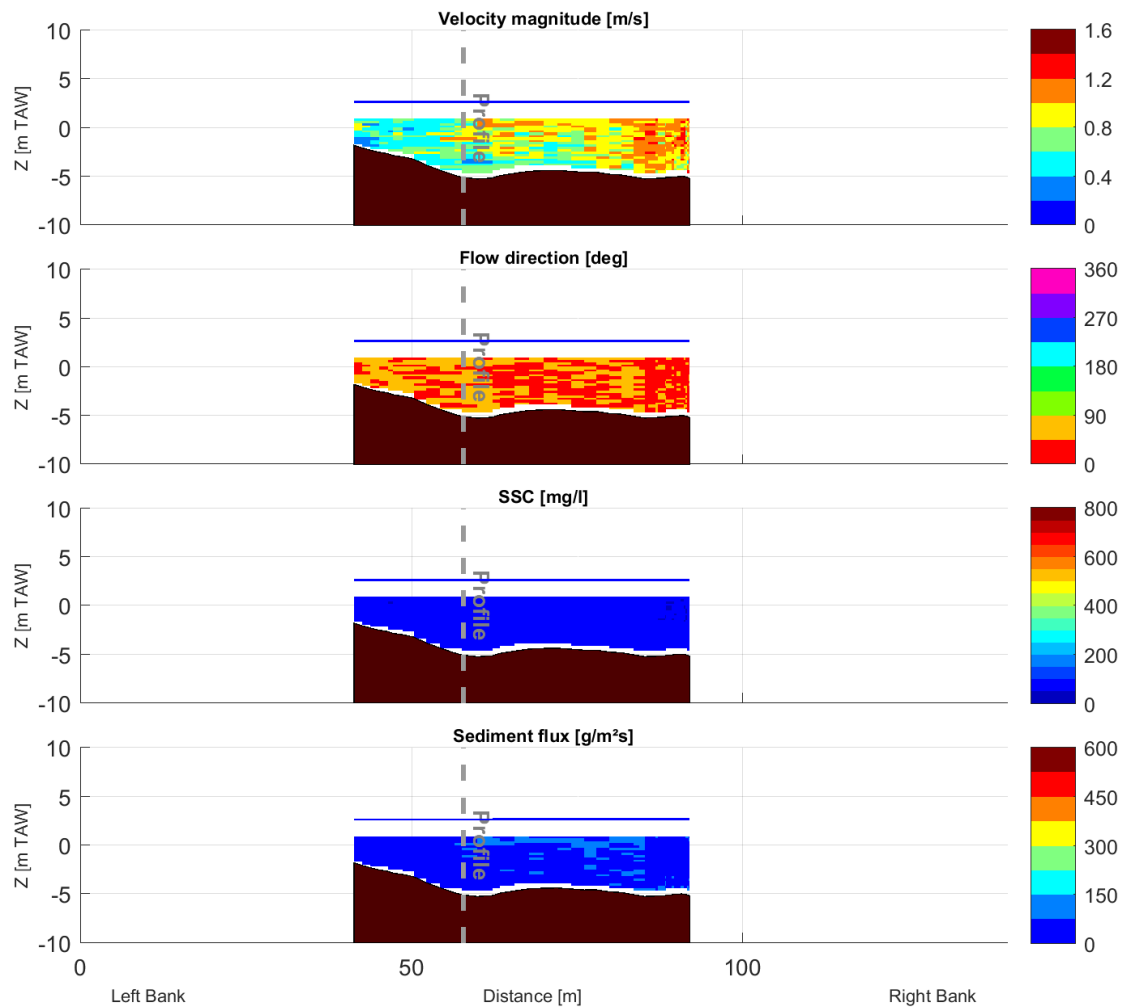 Velocity magnitude [m/s]
10
5
0
-5
-10
Z [m TAW]
Profile
1.6
1.2
0.8
0.4
0
Flow direction [deg]
10
5
0
-5
-10
Z [m TAW]
Profile
360
270
180
90
0
SSC [mg/l]
10
5
0
-5
-10
Z [m TAW]
Profile
800
600
400
200
0
Sediment flux [g/m²s]
10
5
0
-5
-10
Z [m TAW]
Profile
600
450
300
150
0
0 50 100
Left Bank Distance [m] Right Bank